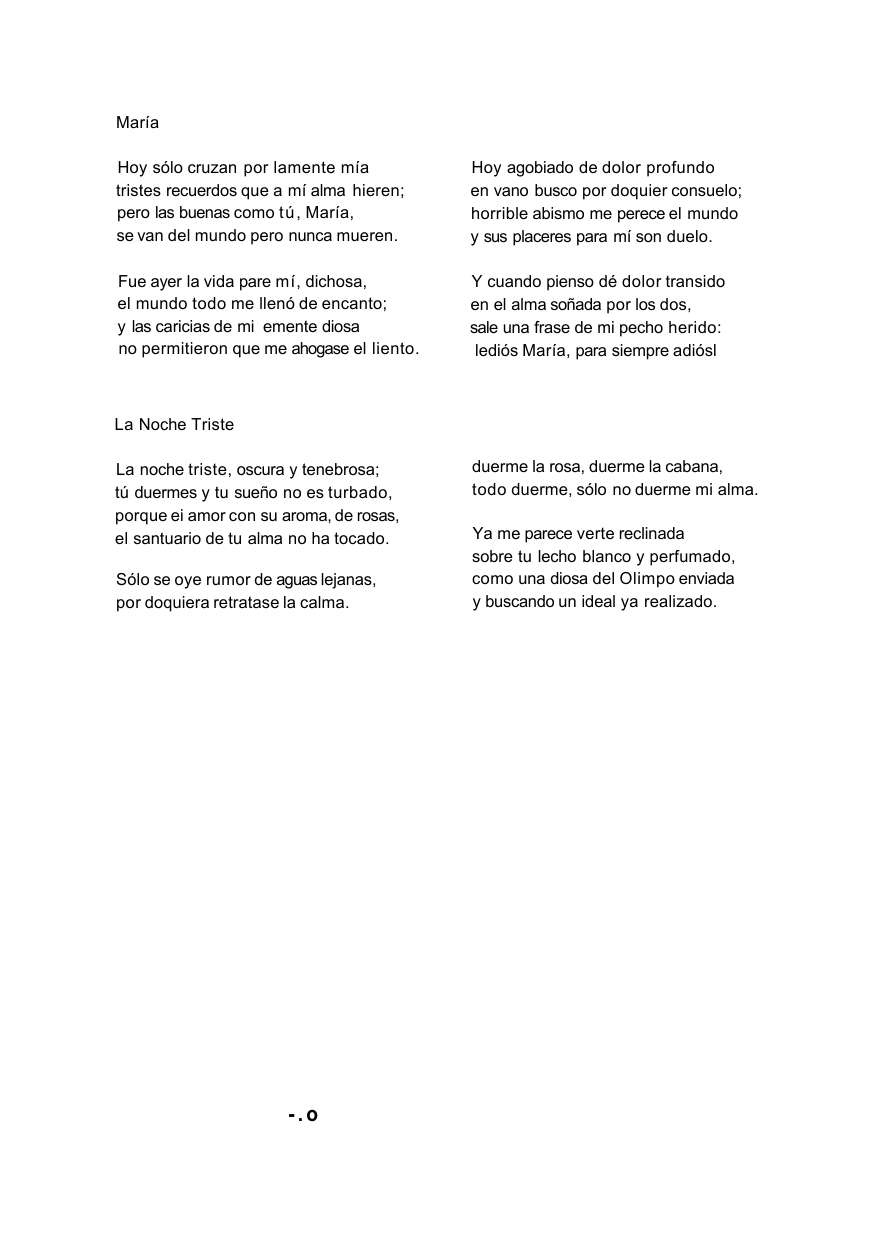 María
Hoy sólo cruzan por lamente mía
tristes recuerdos que a mí alma hieren;
pero las buenas como tú, María,
se van del mundo pero nunca mueren.
Fue ayer la vida pare mí, dichosa,
el mundo todo me llenó de encanto;
y las caricias de mi emente diosa
no permitieron que me ahogase el liento.
Hoy agobiado de dolor profundo
en vano busco por doquier consuelo;
horrible abismo me perece el mundo
y sus placeres para mí son duelo.
Y cuando pienso dé dolor transido
en el alma soñada por los dos,
sale una frase de mi pecho herido:
lediós María, para siempre adiósl
La Noche Triste
La noche triste, oscura y tenebrosa;
tú duermes y tu sueño no es turbado,
porque ei amor con su aroma, de rosas,
el santuario de tu alma no ha tocado.
Sólo se oye rumor de aguas lejanas,
por doquiera retratase la calma.
duerme la rosa, duerme la cabana,
todo duerme, sólo no duerme mi alma.
Ya me parece verte reclinada
sobre tu lecho blanco y perfumado,
como una diosa del Olimpo enviada
y buscando un ideal ya realizado.
-.o